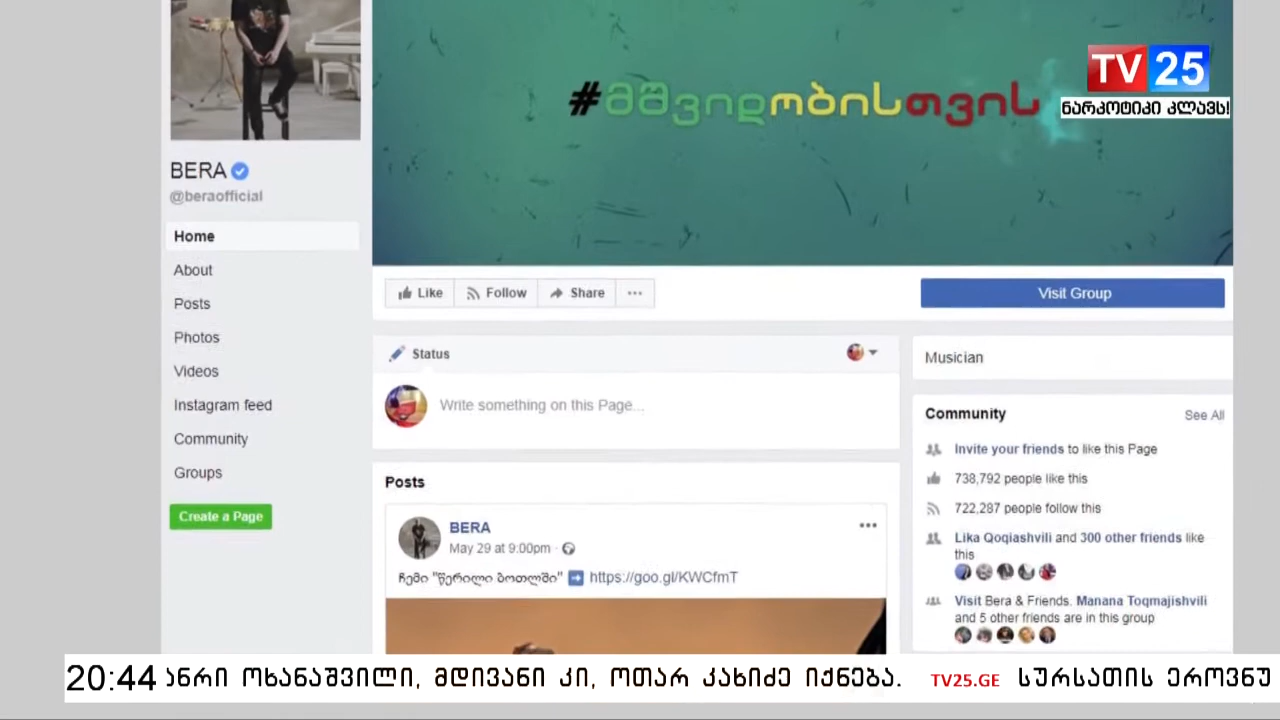 #მშვიდობისთვის
TV 25
ნარკოტიკი კლავს!
BERA
@beraofficial
Home
About
Posts
Photos
Videos
Instagram feed
Community
Groups
Create a Page
Like
Follow
Share
Visit Group
Status
Write something on this Page...
Posts
BERA
May 29 at 9:00pm
ჩემი "წერილი ბოთლში" https://goo.gl/KWCfmT
Musician
Community
See All
Invite your friends to like this Page
738,792 people like this
722,287 people follow this
Lika Qoqiashvili and 300 other friends like
this
Visit Bera & Friends. Manana Toqmajishvili
and 5 other friends are in this group
20:44 ანრი ოხანაშვილი, მდივანი კი, ოთარ კახიძე იქნება. TV25.GE სურსათის ეროვნუ